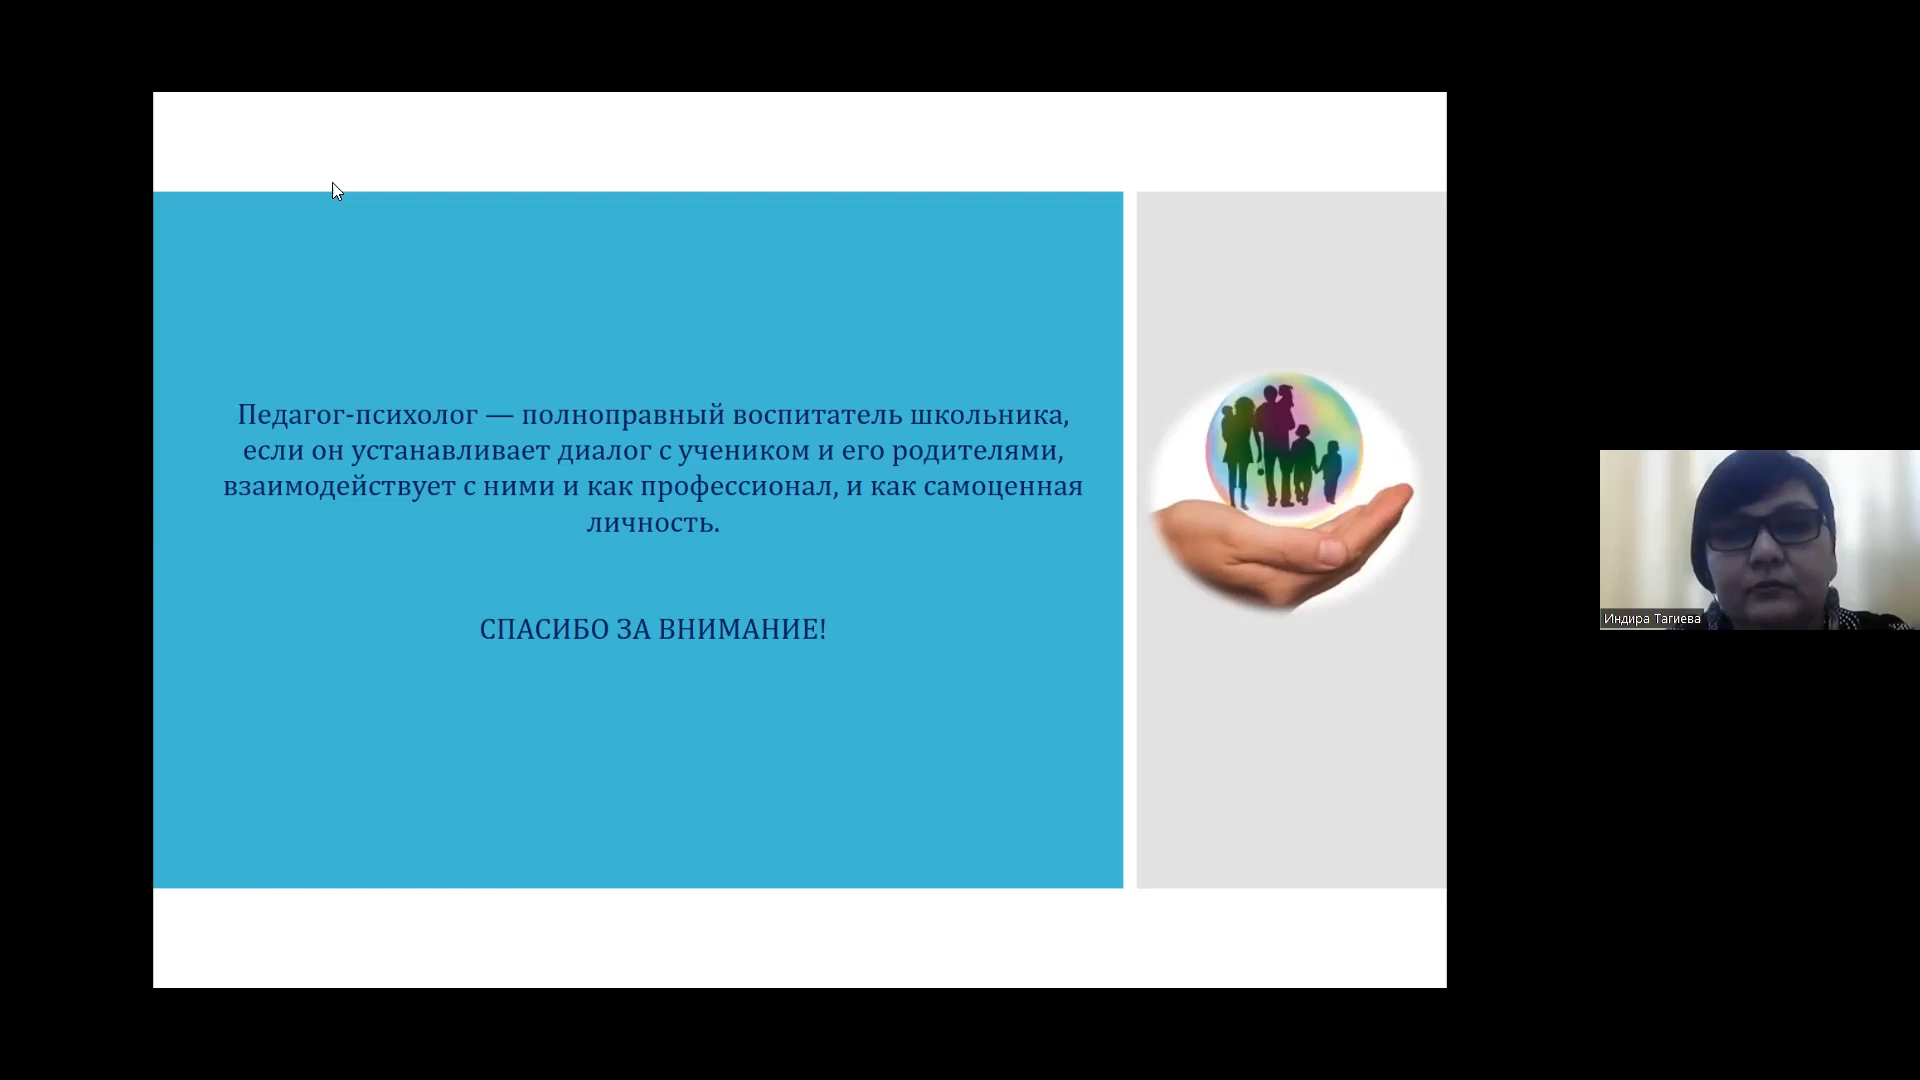 Педагог-психолог — полноправный воспитатель школьника,
если он устанавливает диалог с учеником и его родителями,
взаимодействует с ними и как профессионал, и как самоценная
личность.
СПАСИБО ЗА ВНИМАНИЕ!
Индира Тагиева